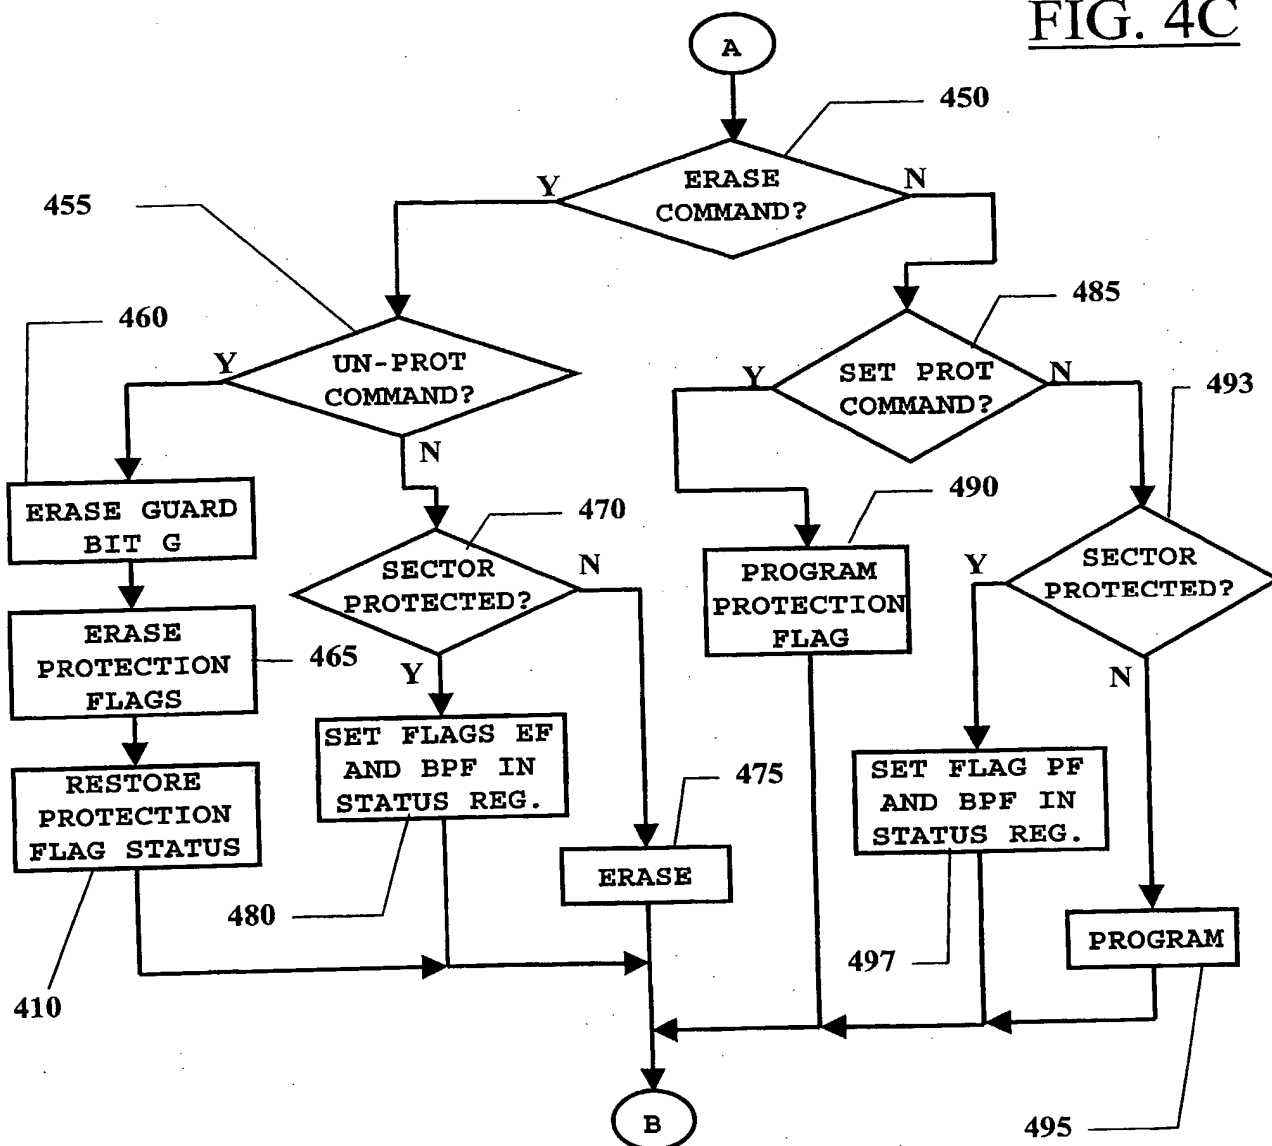 FIG. 4C
A
450
ERASE
COMMAND?
Y
N
455
485
460
UN-PROT
COMMAND?
Y
N
SET PROT
COMMAND?
Y
N
493
ERASE GUARD
BIT G
470
490
SECTOR
PROTECTED?
N
Y
PROGRAM
PROTECTION
FLAG
SECTOR
PROTECTED?
Y
N
ERASE
PROTECTION
FLAGS
465
SET FLAGS EF
AND BPF IN
STATUS REG.
475
SET FLAG PF
AND BPF IN
STATUS REG.
RESTORE
PROTECTION
FLAG STATUS
ERASE
480
PROGRAM
497
410
B
495